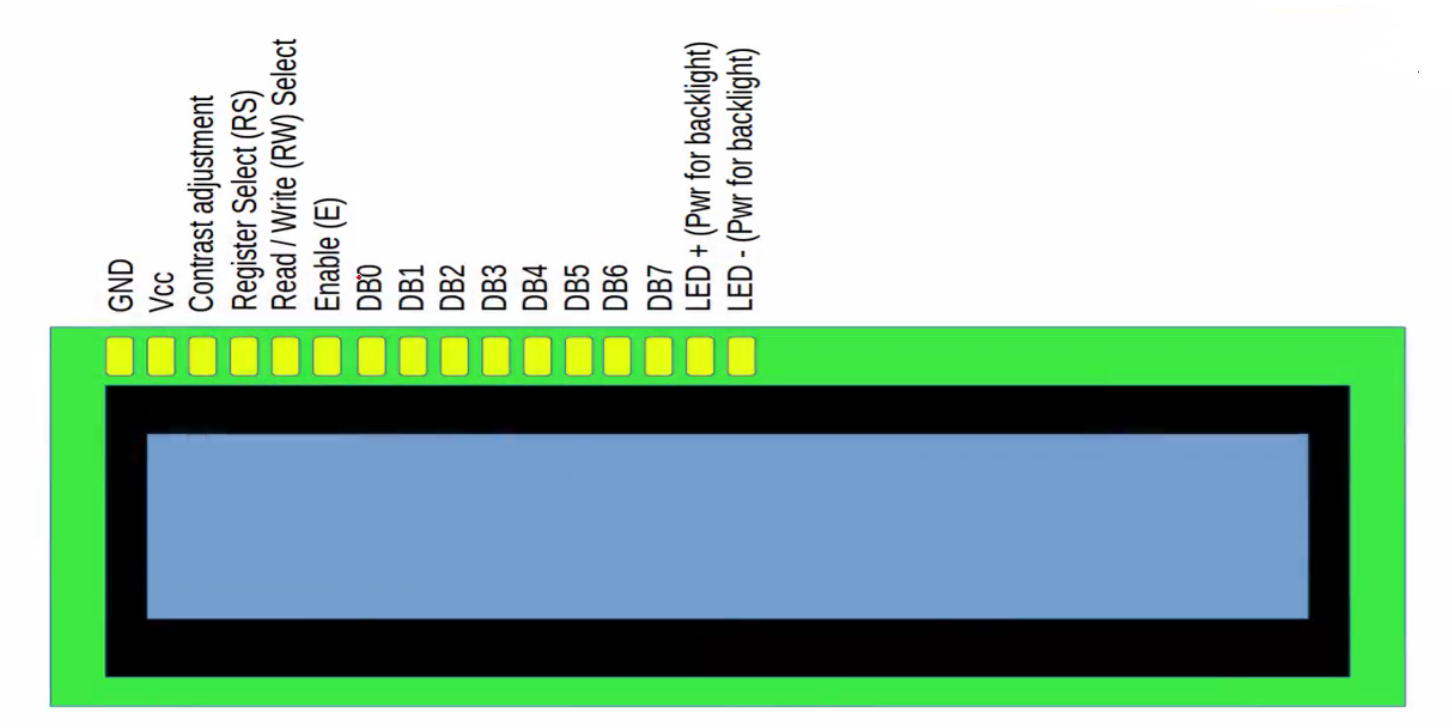 GND
Vcc
Contrast adjustment
Register Select (RS)
Read / Write (RW) Select
Enable (E)
DB0
DB1
DB2
DB3
DB4
DB5
DB6
DB7
LED + (Pwr for backlight)
LED - (Pwr for backlight)